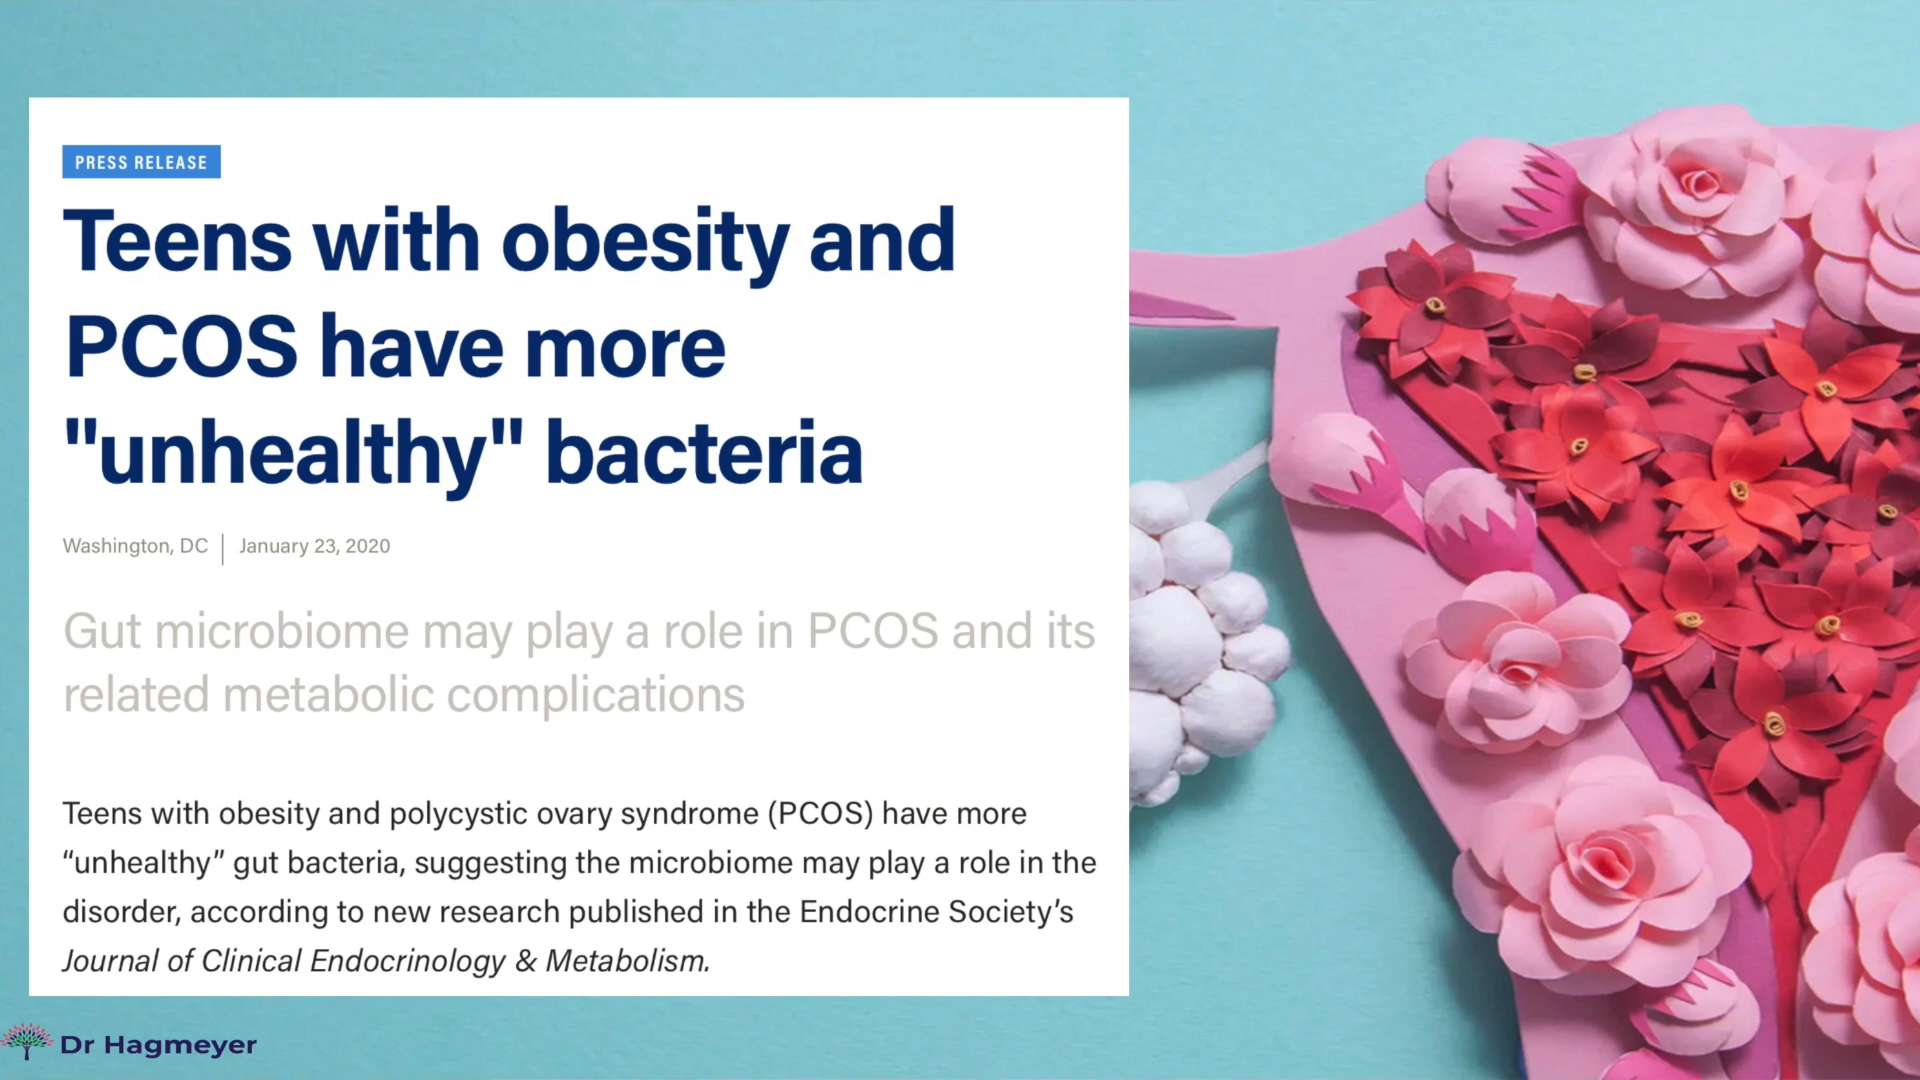 PRESS RELEASE
Teens with obesity and
PCOS have more
"unhealthy" bacteria
Washington, DC | January 23, 2020
Gut microbiome may play a role in PCOS and its
related metabolic complications
Teens with obesity and polycystic ovary syndrome (PCOS) have more
“unhealthy” gut bacteria, suggesting the microbiome may play a role in the
disorder, according to new research published in the Endocrine Society’s
Journal of Clinical Endocrinology & Metabolism.
Dr Hagmeyer